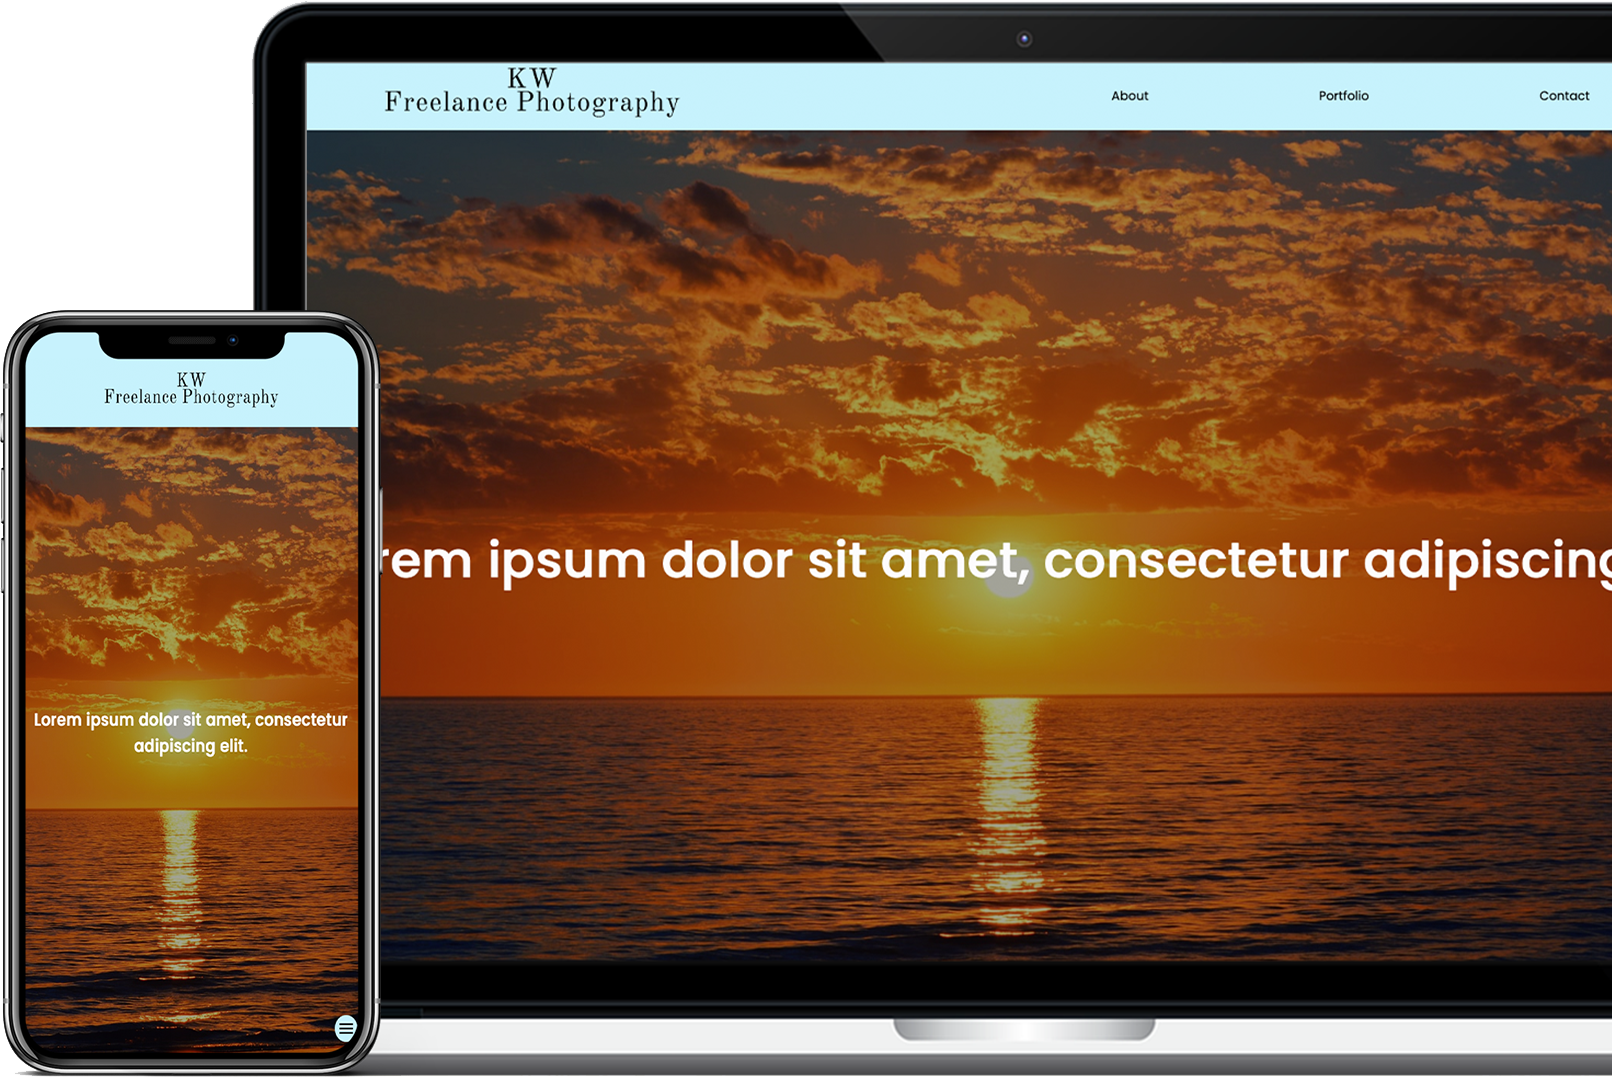 KW
Freelance Photography
About
Portfolio
Contact
rem ipsum dolor sit amet, consectetur adipiscing
KW
Freelance Photography
Lorem ipsum dolor sit amet, consectetur
adipiscing elit.